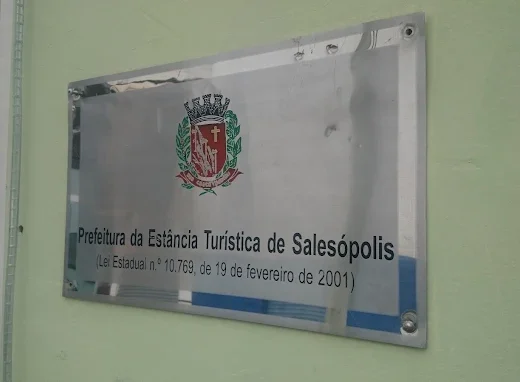 Prefeitura da Estância Turística de Salesópolis
(Lei Estadual n.º 10.769, de 19 de fevereiro de 2001)